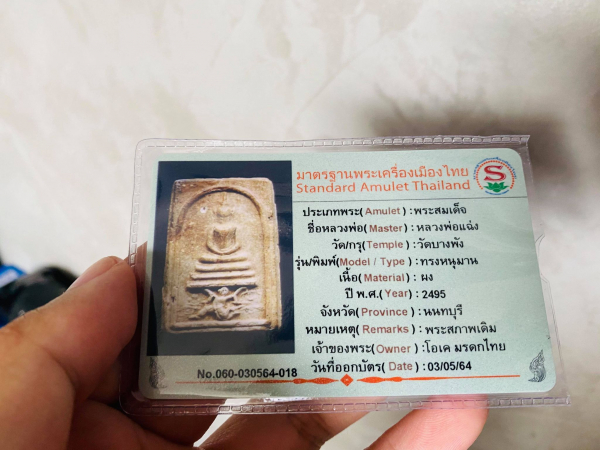 มาตรฐานพระเครื่องเมืองไทย
Standard Amulet Thailand
S
ประเภทพระ( Amulet ) : พระสมเด็จ
ชื่อหลวงพ่อ( Master ) : หลวงพ่อแฉ่ง
วัด/กรุ(Temple ) : วัดบางพัง
รุ่น/พิมพ์(Model / Type ) : ทรงหนุมาน
เนื้อ( Material ) : ผง
ปี พ.ศ.( Year) : 2495
จังหวัด( Province ) : นนทบุรี
หมายเหตุ( Remarks ) : พระสภาพเดิม
เจ้าของพระ( Owner ) : โอเค มรดกไทย
วันที่ออกบัตร( Date ) : 03/05/64
No.060-030564-018